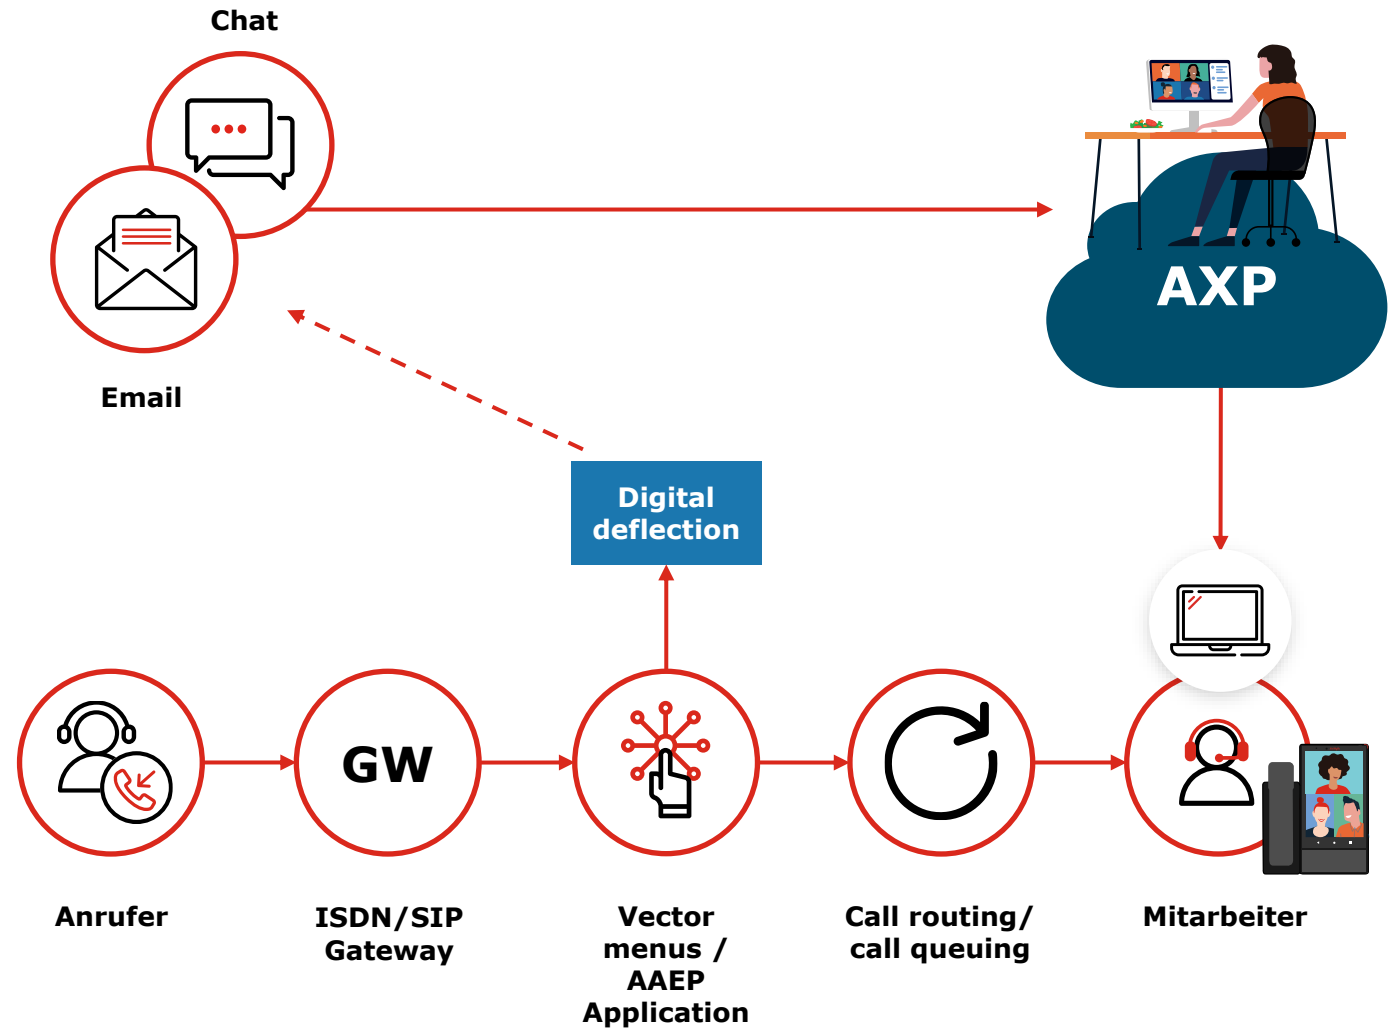 Chat
Email
AXP
Digital
deflection
GW
Anrufer
ISDN/SIP
Gateway
Vector
menus /
AAEP
Application
Call routing/
call queuing
Mitarbeiter